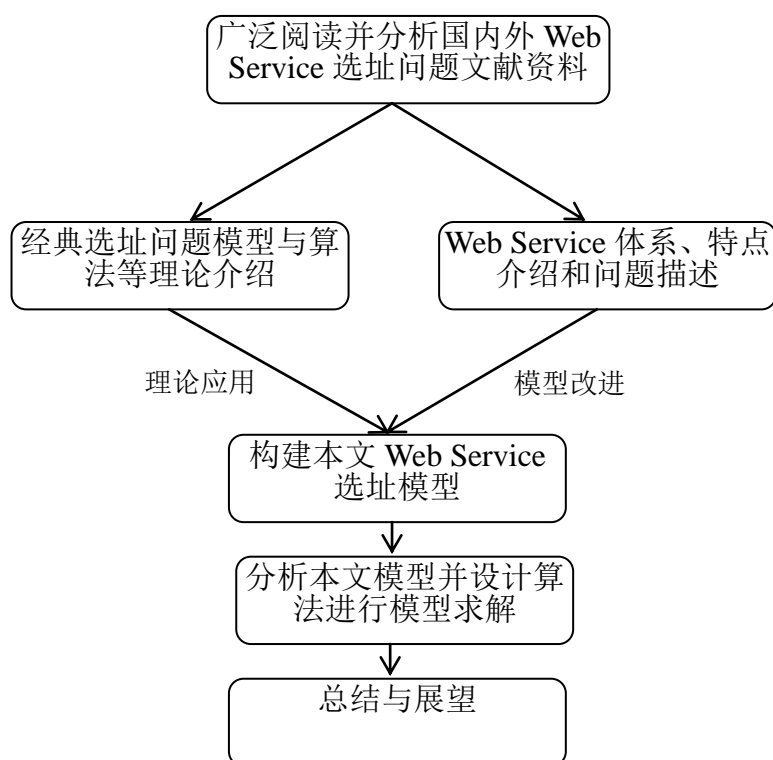 广泛阅读并分析国内外 Web
Service 选址问题文献资料
经典选址问题模型与算
法等理论介绍
Web Service 体系、特点
介绍和问题描述
理论应用
模型改进
构建本文 Web Service
选址模型
分析本文模型并设计算
法进行模型求解
总结与展望